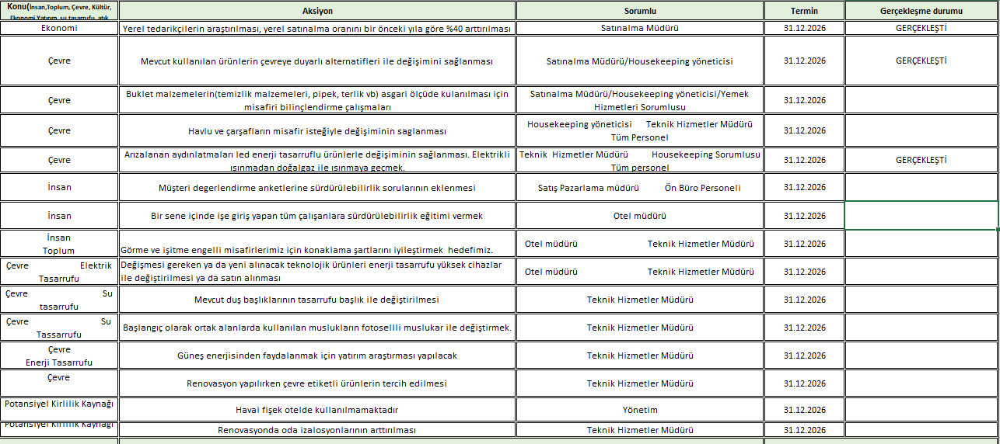 Konu(İnsan,Toplum, Çevre, Kültür, Aksiyon Sorumlu Termin Gerçekleşme durumu
Ekonomi,Yatırım, su tasarrufu, atık
Ekonomi Yerel tedarikçilerin araştırılması, yerel satınalma oranını bir önceki yıla göre %40 arttırılması Satınalma Müdürü 31.12.2026 GERÇEKLEŞTİ
Çevre Mevcut kullanılan ürünlerin çevreye duyarlı alternatifleri ile değişimini sağlanması Satınalma Müdürü/Housekeeping yöneticisi 31.12.2026 GERÇEKLEŞTİ
Çevre Buklet malzemelerin(temizlik malzemeleri, pipek, terlik vb) asgari ölçüde kulanılması için
misafiri bilinçlendirme çalışmaları Satınalma Müdürü/Housekeeping yöneticisi/Yemek
Hizmetleri Sorumlusu 31.12.2026
Çevre Havlu ve çarşafların misafir isteğiyle değişiminin saglanması Housekeeping yöneticisi Teknik Hizmetler Müdürü
Tüm Personel 31.12.2026
Çevre Arızalanan aydınlatmaları led enerji tasarruflu ürünlerle değişiminin sağlanması. Elektrikli
ısınmadan doğalgaz ile ısınmaya geçmek. Teknik Hizmetler Müdürü Housekeeping Sorumlusu
Tüm personel 31.12.2026 GERÇEKLEŞTİ
İnsan Müşteri degerlendirme anketlerine sürdürülebilirlik sorularının eklenmesi Satış Pazarlama müdürü Ön Büro Personeli 31.12.2026
İnsan Bir sene içinde işe giriş yapan tüm çalışanlara sürdürülebilirlik eğitimi vermek Otel müdürü 31.12.2026
İnsan
Toplum Görme ve işitme engelli misafirlerimiz için konaklama şartlarını iyileştirmek hedefimiz. Otel müdürü Teknik Hizmetler Müdürü 31.12.2026
Çevre Elektrik
Tasarrufu Değişmesi gereken ya da yeni alınacak teknolojik ürünleri enerji tasarrufu yüksek cihazlar
ile değiştirilmesi ya da satın alınması Otel müdürü Teknik Hizmetler Müdürü 31.12.2026
Çevre Su
tasarrufu Mevcut duş başlıklarının tasarrufu başlık ile değiştirilmesi Teknik Hizmetler Müdürü 31.12.2026
Çevre Su
Tassarrufu Başlangıç olarak ortak alanlarda kullanılan muslukların fotosellli muslukar ile değiştirmek. Teknik Hizmetler Müdürü 31.12.2026
Çevre
Enerji Tasarrufu Güneş enerjisinden faydalanmak için yatırım araştırması yapılacak Teknik Hizmetler Müdürü 31.12.2026
Çevre Renovasyon yapılırken çevre etiketli ürünlerin tercih edilmesi Teknik Hizmetler Müdürü 31.12.2026
Potansiyel Kirlilik Kaynağı Havai fişek otelde kullanılmamaktadır Yönetim 31.12.2026
Potansiyel Kirlilik Kaynağı Renovasyonda oda izalosyonlarının arttırılması Teknik Hizmetler Müdürü 31.12.2026